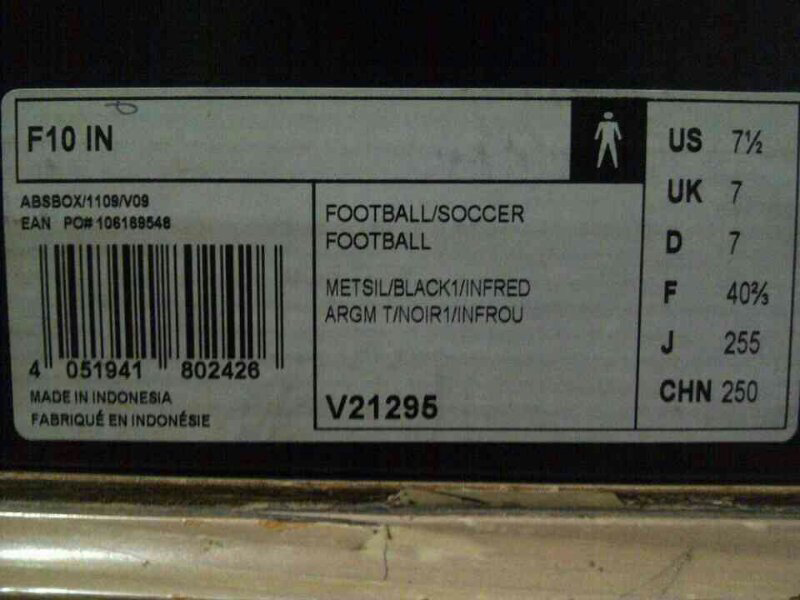 F10 IN
ABSBOX/1109/V09
EAN PO# 106189548
4 051941 802426
MADE IN INDONESIA
FABRIQUÉ EN INDONÉSIE
FOOTBALL/SOCCER
FOOTBALL
METSIL/BLACK1/INFRED
ARGM T/NOIR1/INFROU
V21295
US 7½
UK 7
D 7
F 40⅔
J 255
CHN 250